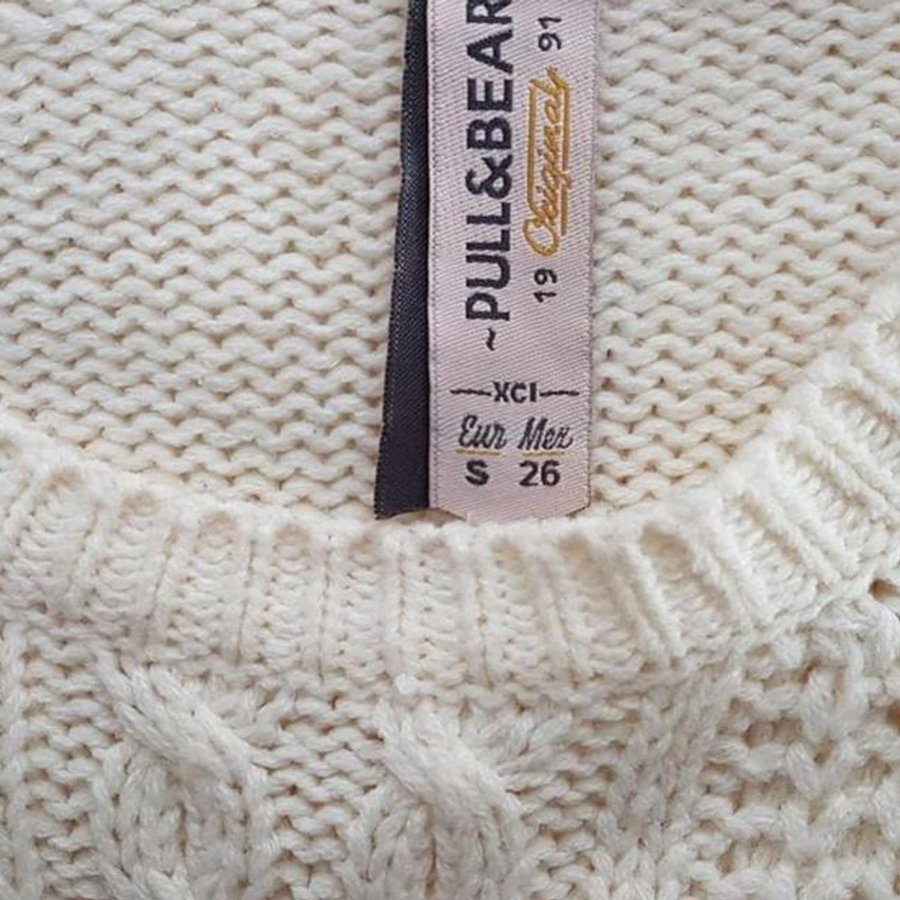 ~PULL&BEAR
19 Original 91
XCI
Eur Mex
S 26